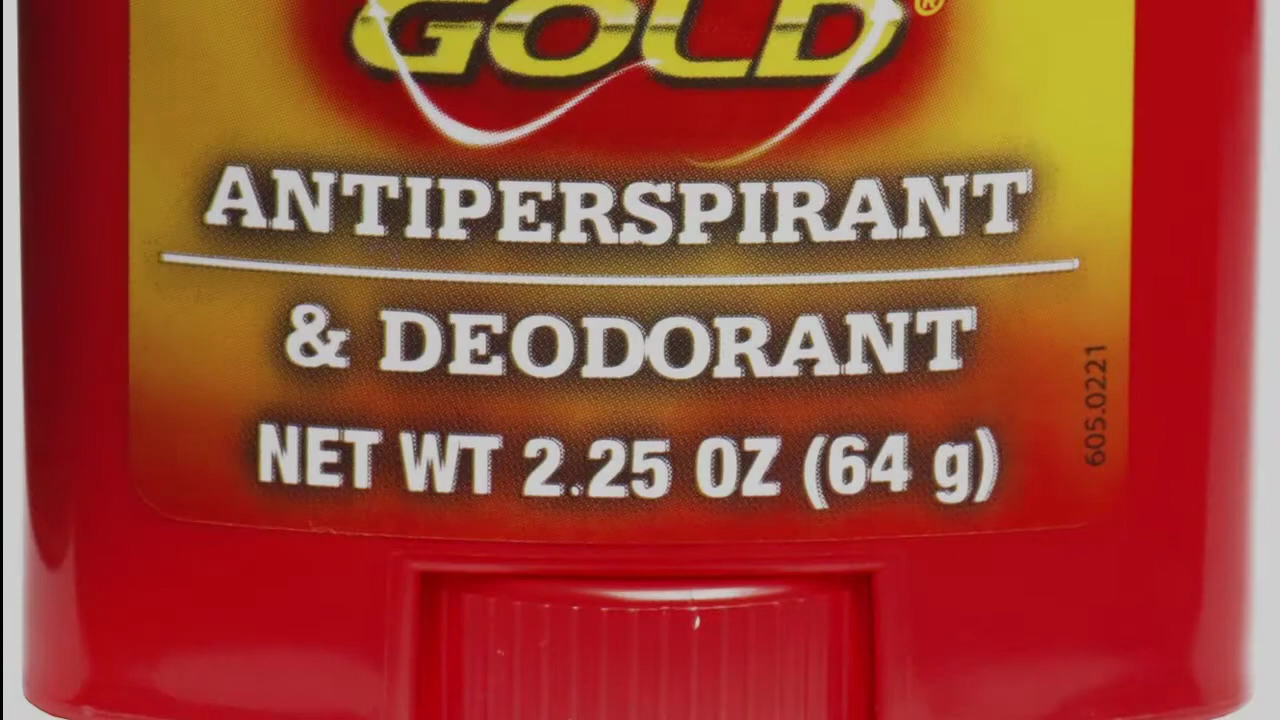 GOLD®
ANTIPERSPIRANT
& DEODORANT
NET WT 2.25 OZ (64 g)
605.0221